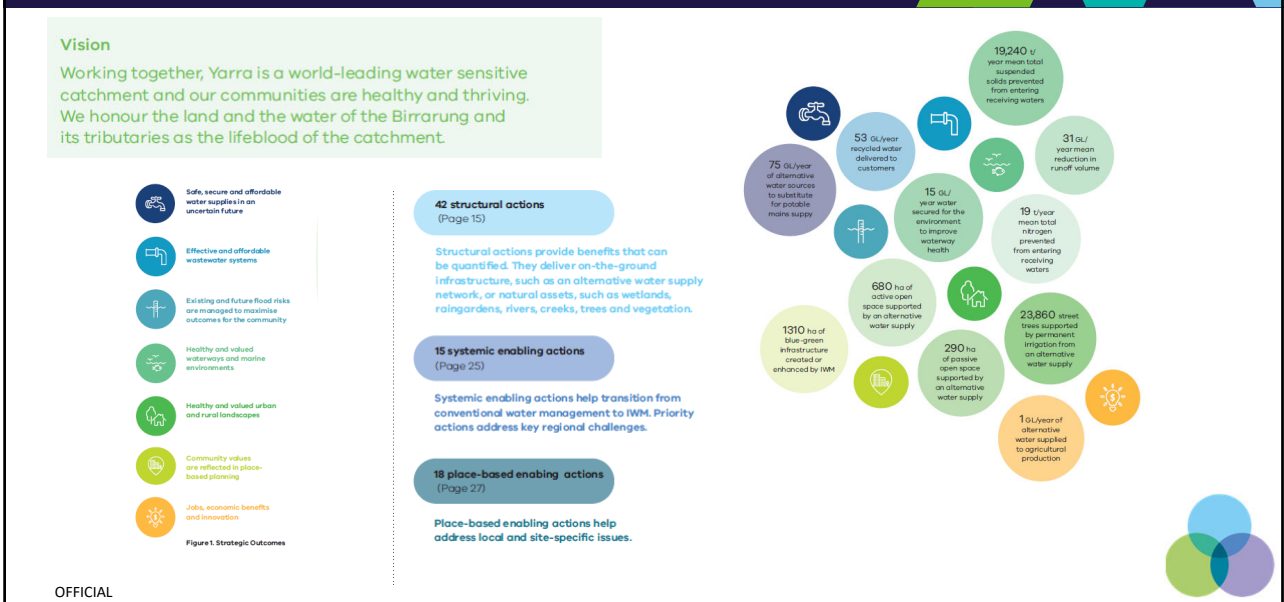 Vision
Working together, Yarra is a world-leading water sensitive
catchment and our communities are healthy and thriving.
We honour the land and the water of the Birrarung and
its tributaries as the lifeblood of the catchment.
Safe, secure and affordable
water supplies in an
uncertain future
Effective and affordable
wastewater systems
Existing and future flood risks
are managed to maximise
outcomes for the community
Healthy and valued
waterways and marine
environments
Healthy and valued urban
and rural landscapes
Community values
are reflected in place-
based planning
Jobs, economic benefits
and innovation
Figure 1. Strategic Outcomes
42 structural actions
(Page 15)
Structural actions provide benefits that can
be quantified. They deliver on-the-ground
infrastructure, such as an alternative water supply
network, or natural assets, such as wetlands,
raingardens, rivers, creeks, trees and vegetation.
15 systemic enabling actions
(Page 25)
Systemic enabling actions help transition from
conventional water management to IWM. Priority
actions address key regional challenges.
18 place-based enabing actions
(Page 27)
Place-based enabling actions help
address local and site-specific issues.
19,240 t/
year mean total
suspended
solids prevented
from entering
receiving waters
53 GL/year
recycled water
delivered to
customers
31 GL/
year mean
reduction in
runoff volume
75 GL/year
of alternative
water sources
to substitute
for potable
mains suppy
15 GL/
year water
secured for the
environment
to improve
waterway
health
19 t/year
mean total
nitrogen
prevented
from entering
receiving
waters
680 ha of
active open
space supported
by an alternative
water supply
23,860 street
trees supported
by permanent
irrigation from
an alternative
water supply
1310 ha of
blue-green
infrastructure
created or
enhanced by IWM
290 ha
of passive
open space
supported by
an alternative
water supply
1 GL/year of
alternative
water supplied
to agricultural
production
OFFICIAL